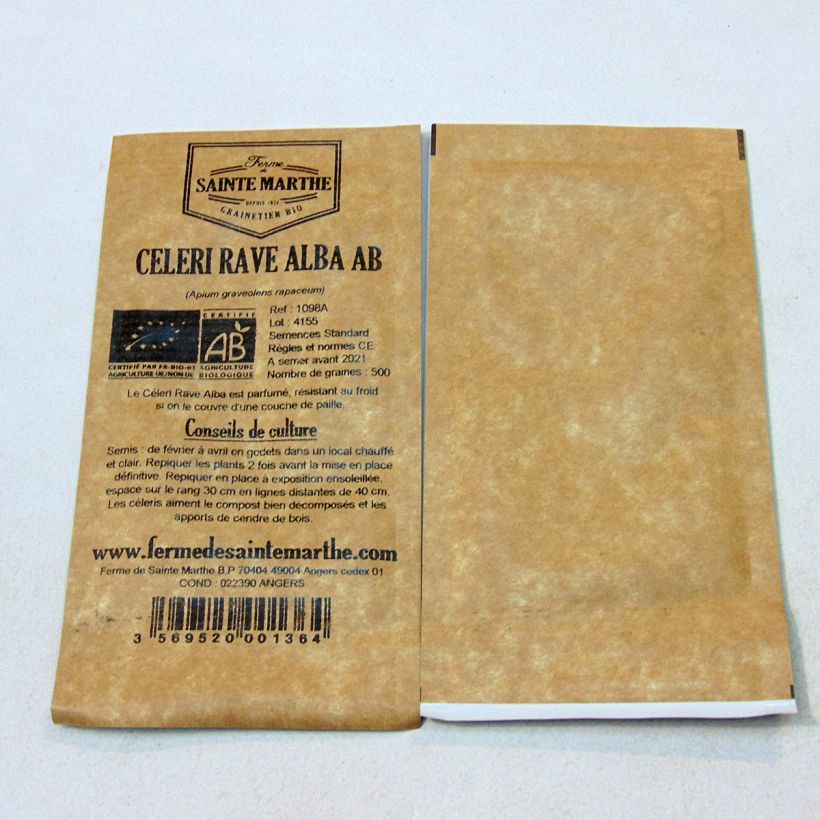 Ferme
de
SAINTE MARTHE
DEPUIS 1974
GRAINETIER BIO
CELERI RAVE ALBA AB
(Apium graveolens rapaceum)
Ref : 1098A
Lot : 4155
Semences Standard
Règles et normes CE
A semer avant 2021
Nombre de graines : 500
CERTIFIÉ
AB
AGRICULTURE
BIOLOGIQUE
CERTIFIÉ PAR FR-BIO-01
AGRICULTURE UE/NON UE
Le Céleri Rave Alba est parfumé, résistant au froid
si on le couvre d'une couche de paille.
Conseils de culture
Semis : de février à avril en godets dans un local chauffé
et clair. Repiquer les plants 2 fois avant la mise en place
définitive. Repiquer en place à exposition ensoleillée,
espacé sur le rang 30 cm en lignes distantes de 40 cm.
Les céleris aiment le compost bien décomposés et les
apports de cendre de bois.
www.fermedesaintemarthe.com
Ferme de Sainte Marthe B.P 70404 49004 Angers cedex 01
COND : 022390 ANGERS
3 569520 001364